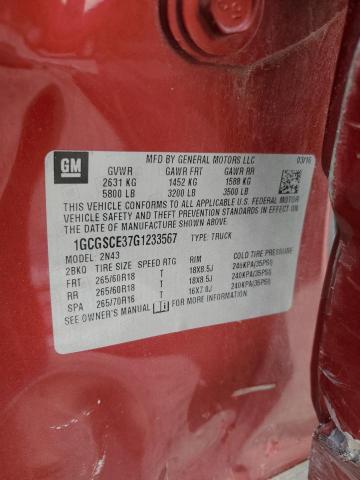 GM
MFD BY GENERAL MOTORS LLC 03/16
GVWR GAWR FRT GAWR RR
2631 KG 1452 KG 1588 KG
5800 LB 3200 LB 3500 LB
THIS VEHICLE CONFORMS TO ALL APPLICABLE U.S. FEDERAL MOTOR
VEHICLE SAFETY AND THEFT PREVENTION STANDARDS IN EFFECT ON
THE DATE OF MANUFACTURE SHOWN ABOVE.
1GCGSCE37G1233567 TYPE: TRUCK
MODEL: 2N43
2BKO TIRE SIZE SPEED RTG RIM COLD TIRE PRESSURE
FRT 265/60R18 T 18X8.5J 240KPA(35PSI)
RR 265/60R18 T 18X8.5J 240KPA(35PSI)
SPA 265/70R16 T 16X7.0J 240KPA(35PSI)
SEE OWNER'S MANUAL FOR MORE INFORMATION.